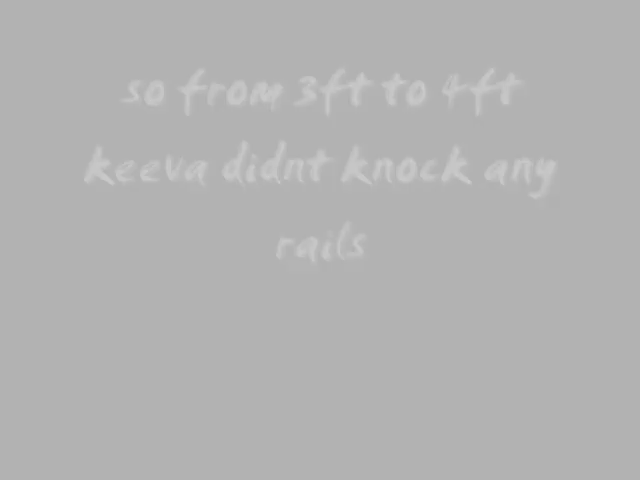 so from 3ft to 4ft
keeva didnt knock any
rails